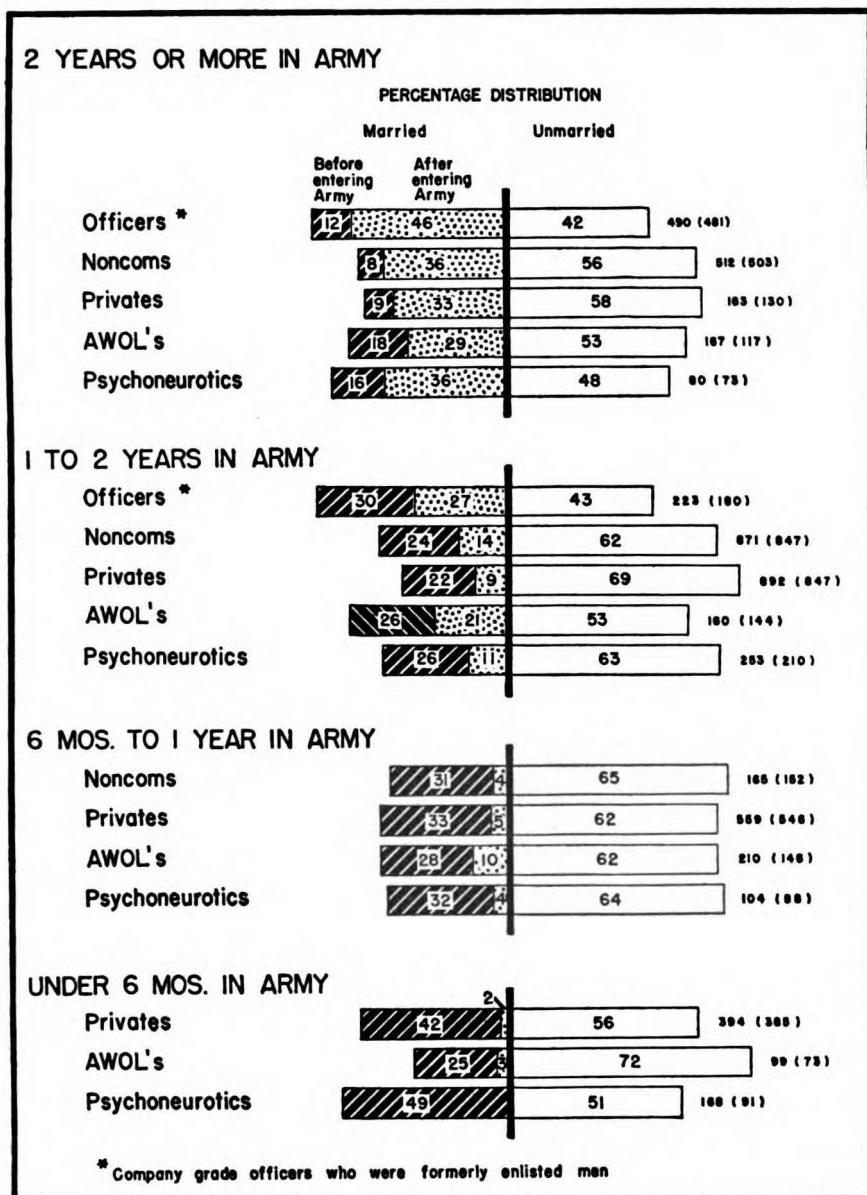 2 YEARS OR MORE IN ARMY
PERCENTAGE DISTRIBUTION
Married Unmarried
Before entering Army After entering Army
Officers * 12 46 42 490 (481)
Noncoms 8 36 56 512 (503)
Privates 9 33 58 163 (130)
AWOL's 18 29 53 167 (117)
Psychoneurotics 16 36 48 80 (73)
1 TO 2 YEARS IN ARMY
Officers * 30 27 43 223 (180)
Noncoms 24 14 62 871 (847)
Privates 22 9 69 892 (847)
AWOL's 26 21 53 160 (144)
Psychoneurotics 26 11 63 253 (210)
6 MOS. TO 1 YEAR IN ARMY
Noncoms 31 4 65 165 (152)
Privates 33 5 62 559 (546)
AWOL's 28 10 62 210 (146)
Psychoneurotics 32 4 64 104 (88)
UNDER 6 MOS. IN ARMY
2
Privates 42 56 394 (385)
AWOL's 25 3 72 99 (73)
Psychoneurotics 49 51 168 (91)
* Company grade officers who were formerly enlisted men